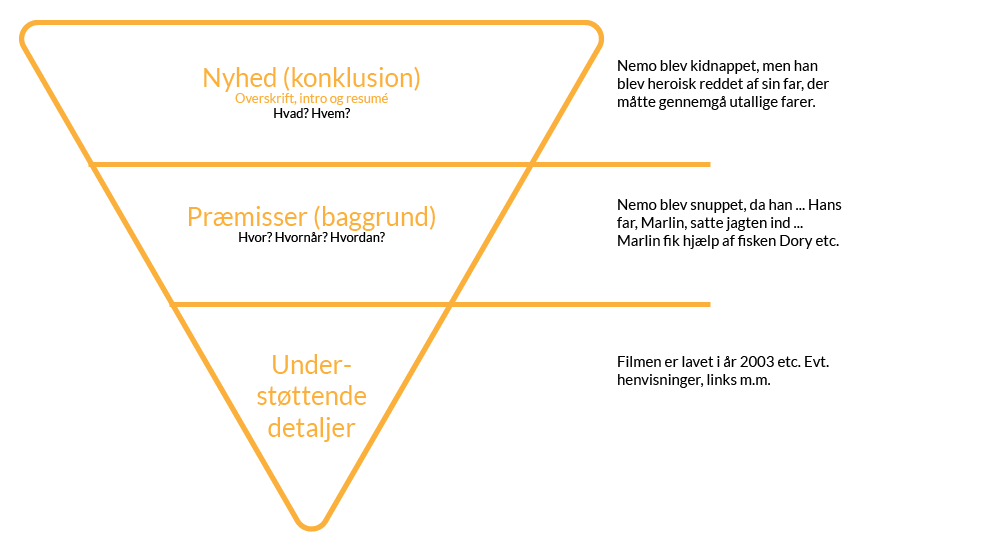 Nyhed (konklusion)
Overskrift, intro og resumé
Hvad? Hvem?
Nemo blev kidnappet, men han
blev heroisk reddet af sin far, der
måtte gennemgå utallige farer.
Præmisser (baggrund)
Hvor? Hvornår? Hvordan?
Nemo blev snuppet, da han ... Hans
far, Marlin, satte jagten ind ...
Marlin fik hjælp af fisken Dory etc.
Under-
støttende
detaljer
Filmen er lavet i år 2003 etc. Evt.
henvisninger, links m.m.